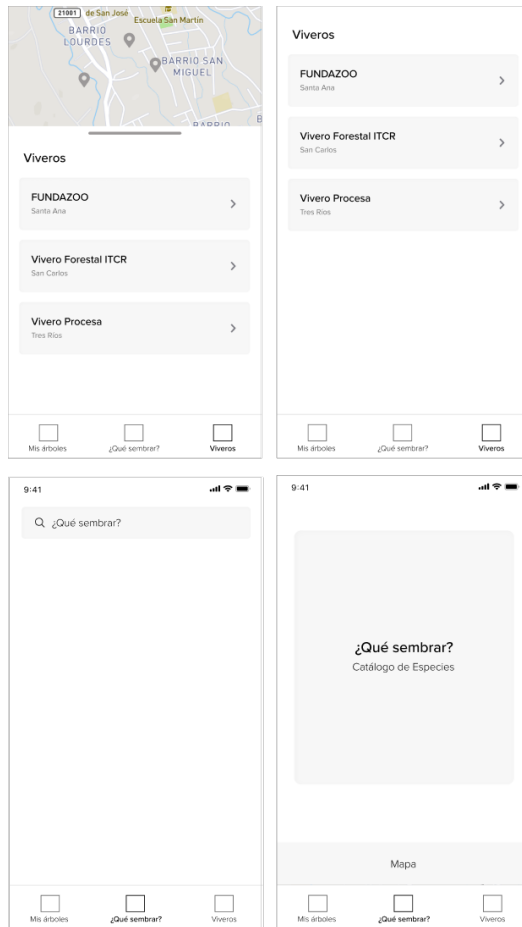 21001
de San José
Escuela San Martín
BARRIO
LOURDES
BARRIO SAN
MIGUEL
BARRIO
B
Viveros
FUNDAZOO
Santa Ana
Vivero Forestal ITCR
San Carlos
Vivero Procesa
Tres Ríos
Mis árboles
¿Qué sembrar?
Viveros
Viveros
FUNDAZOO
Santa Ana
Vivero Forestal ITCR
San Carlos
Vivero Procesa
Tres Ríos
Mis árboles
¿Qué sembrar?
Viveros
9:41
¿Qué sembrar?
Mis árboles
¿Qué sembrar?
Viveros
9:41
¿Qué sembrar?
Catálogo de Especies
Mapa
Mis árboles
¿Qué sembrar?
Viveros